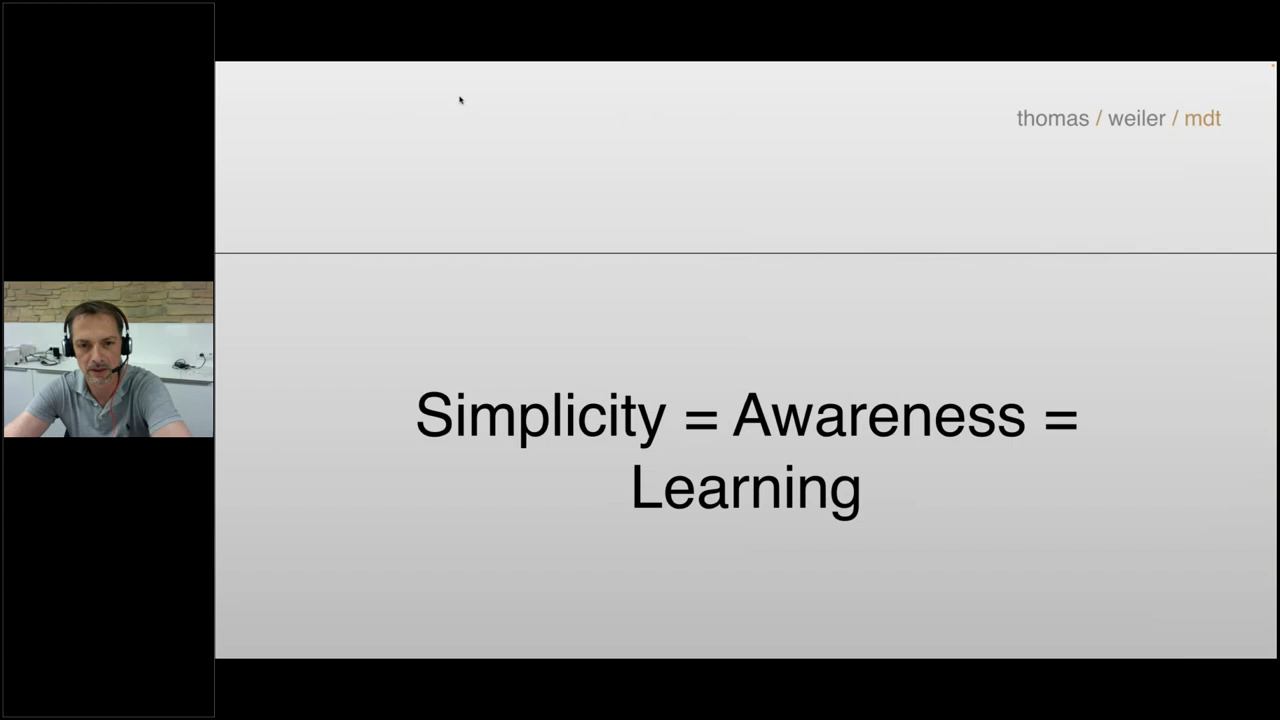 thomas / weiler / mdt
Simplicity = Awareness =
Learning